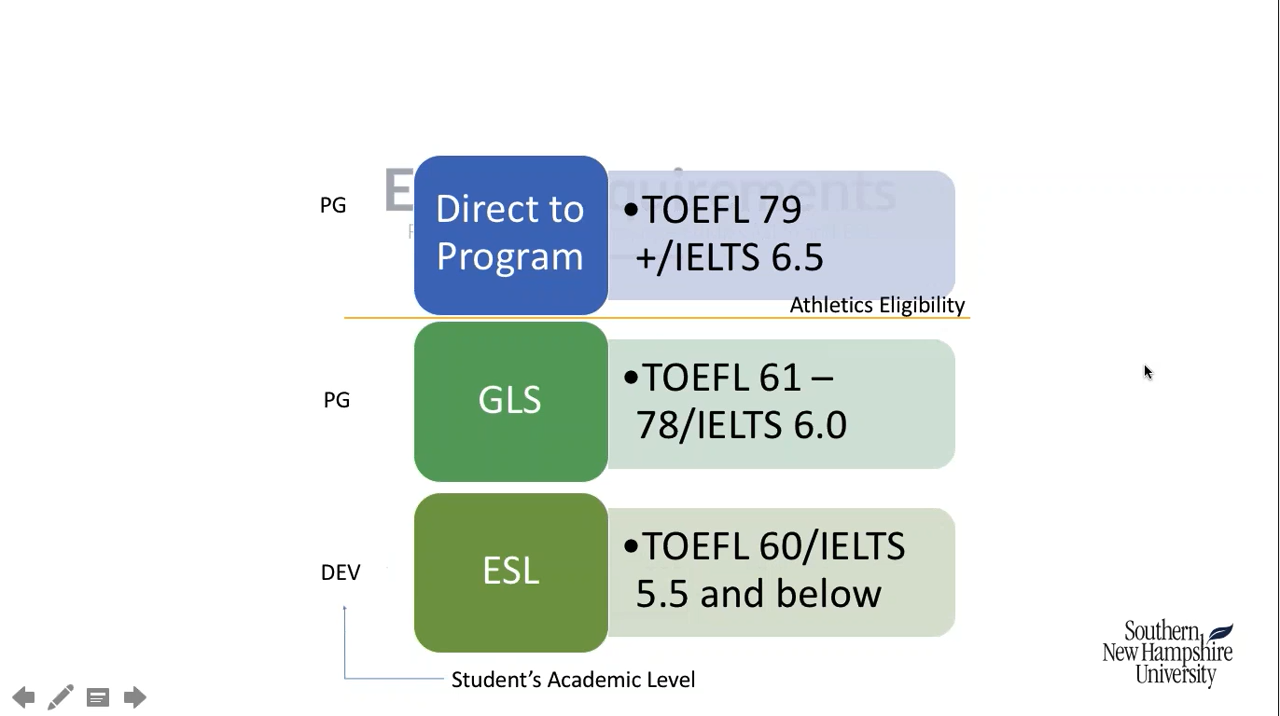 PG
Direct to
Program
•TOEFL 79
+/IELTS 6.5
Athletics Eligibility
PG
GLS
•TOEFL 61 –
78/IELTS 6.0
DEV
ESL
•TOEFL 60/IELTS
5.5 and below
Student’s Academic Level
Southern
New Hampshire
University